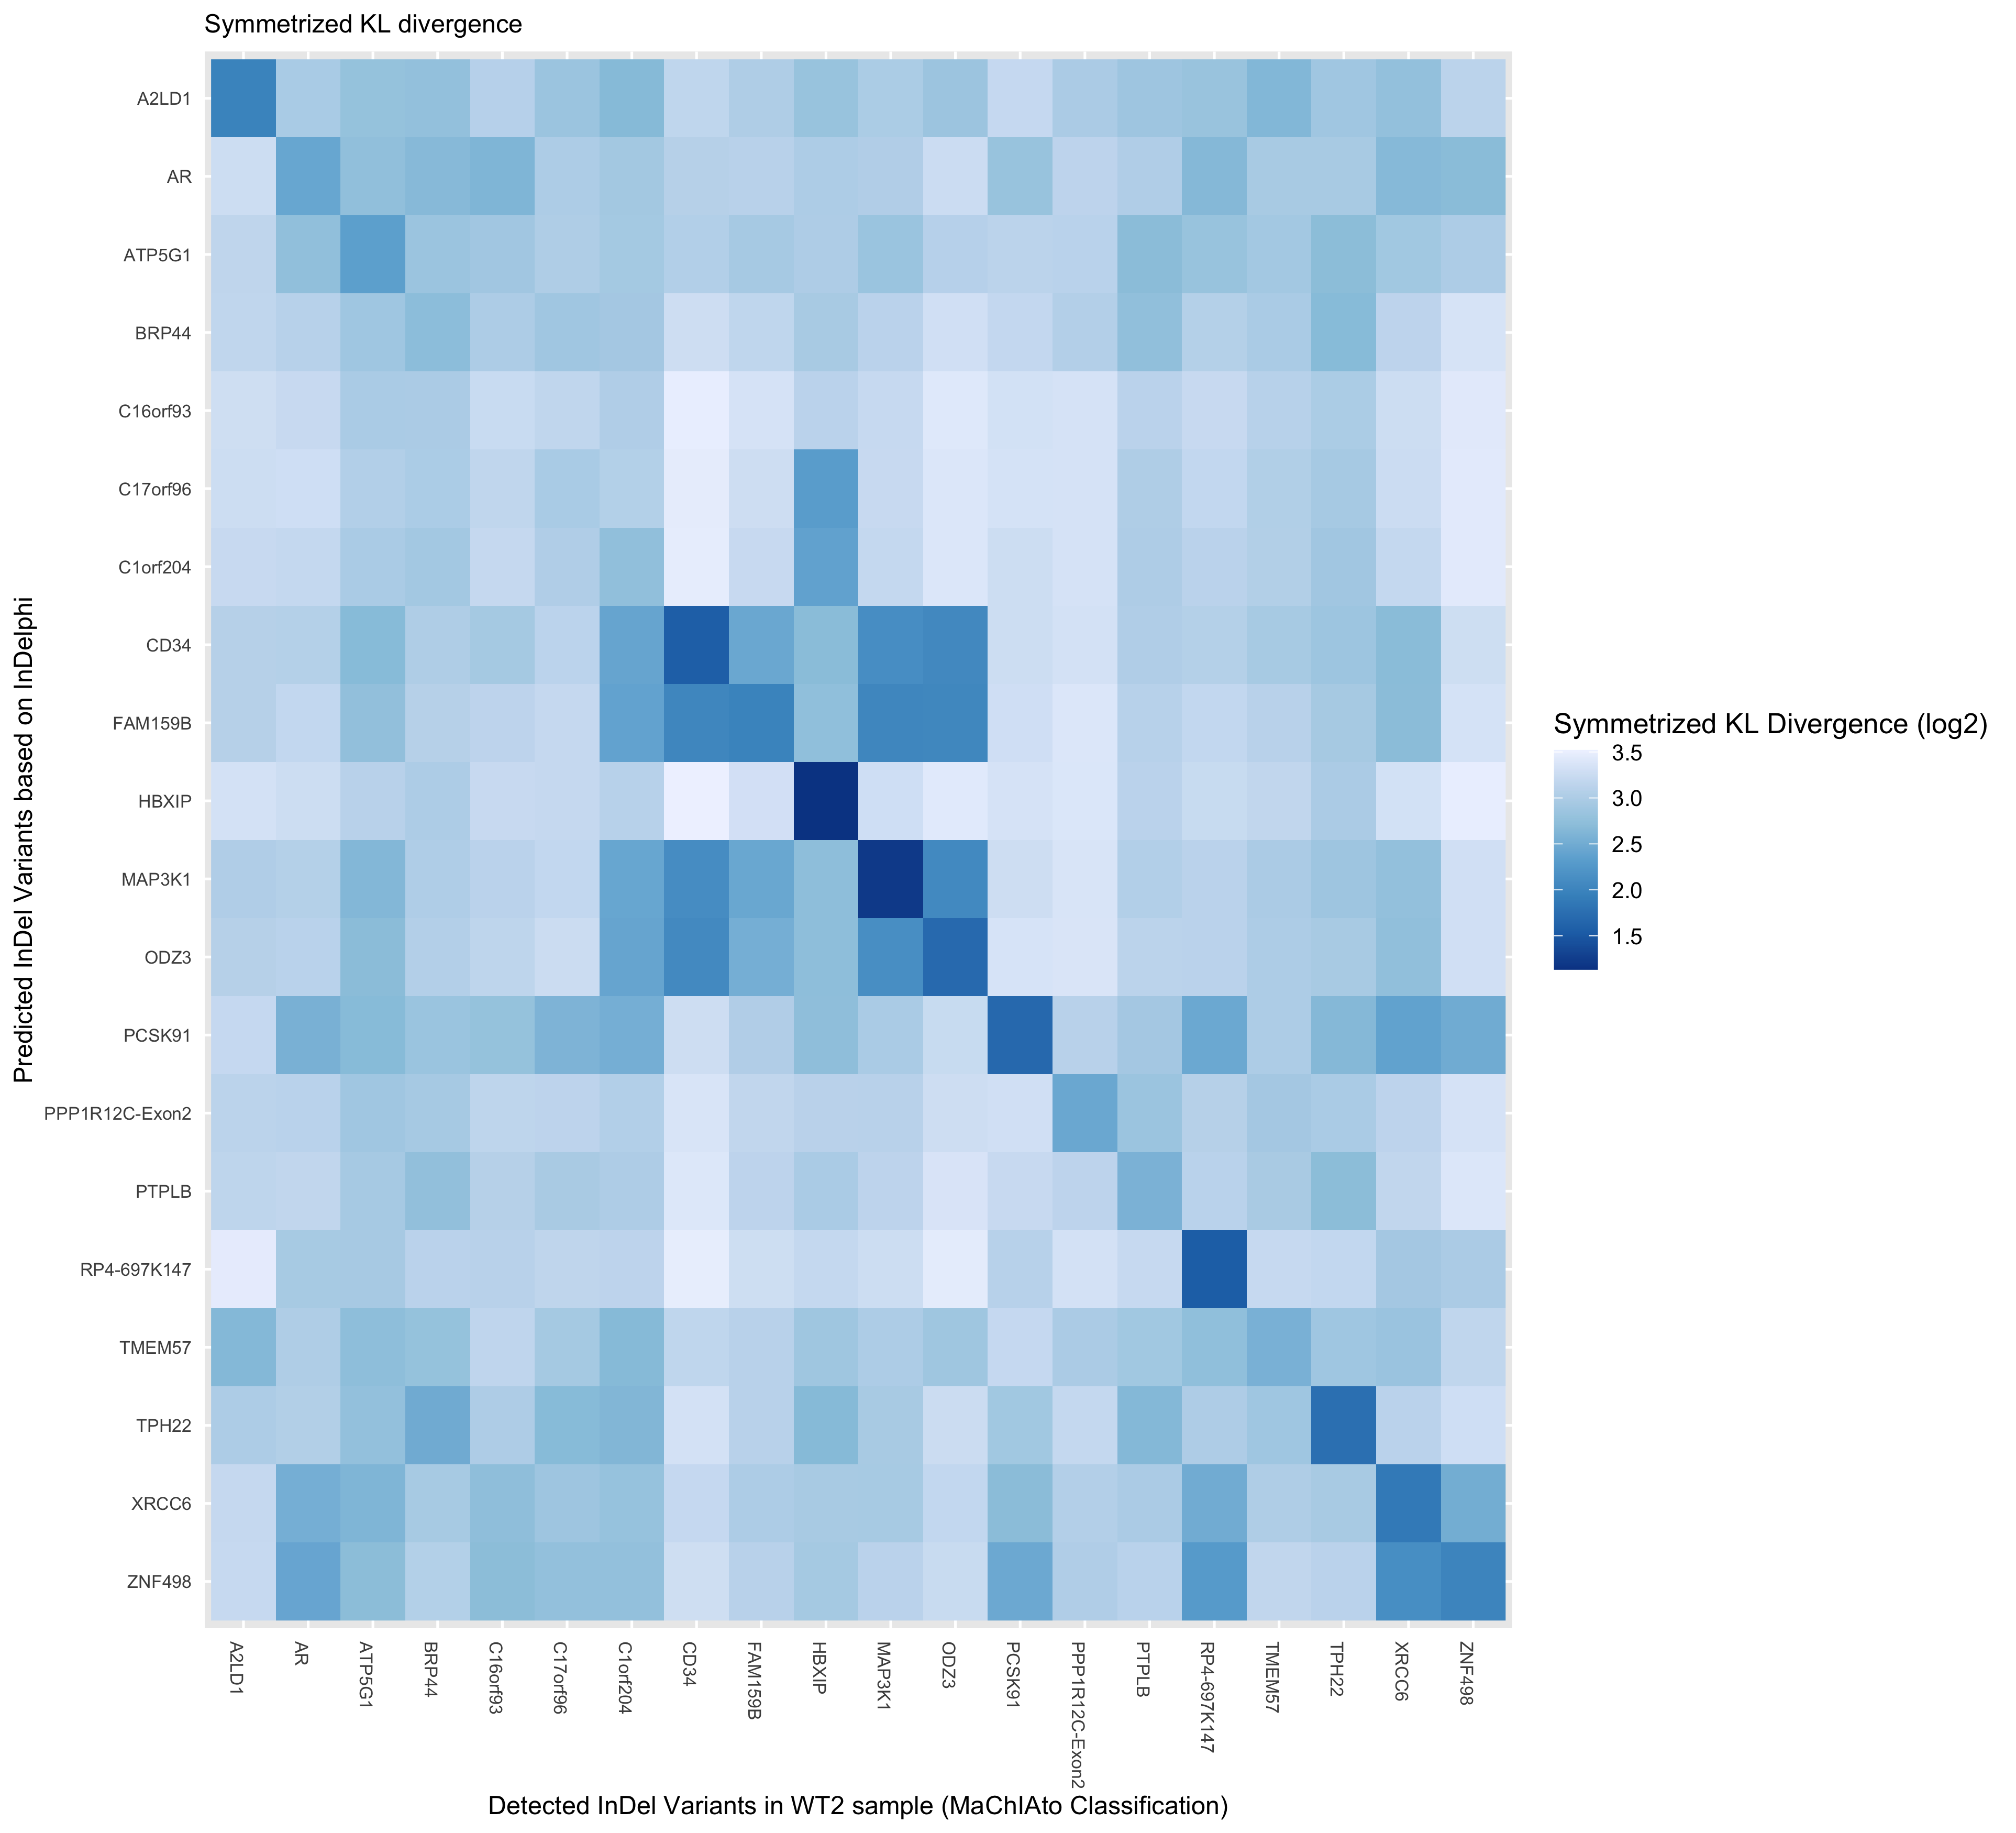 Symmetrized KL divergence
Predicted InDel Variants based on InDelphi
A2LD1
AR
ATP5G1
BRP44
C16orf93
C17orf96
C1orf204
CD34
FAM159B
HBXIP
MAP3K1
ODZ3
PCSK91
PPP1R12C-Exon2
PTPLB
RP4-697K147
TMEM57
TPH22
XRCC6
ZNF498
A2LD1
AR
ATP5G1
BRP44
C16orf93
C17orf96
C1orf204
CD34
FAM159B
HBXIP
MAP3K1
ODZ3
PCSK91
PPP1R12C-Exon2
PTPLB
RP4-697K147
TMEM57
TPH22
XRCC6
ZNF498
Detected InDel Variants in WT2 sample (MaChIAto Classification)
Symmetrized KL Divergence (log2)
3.5
3.0
2.5
2.0
1.5